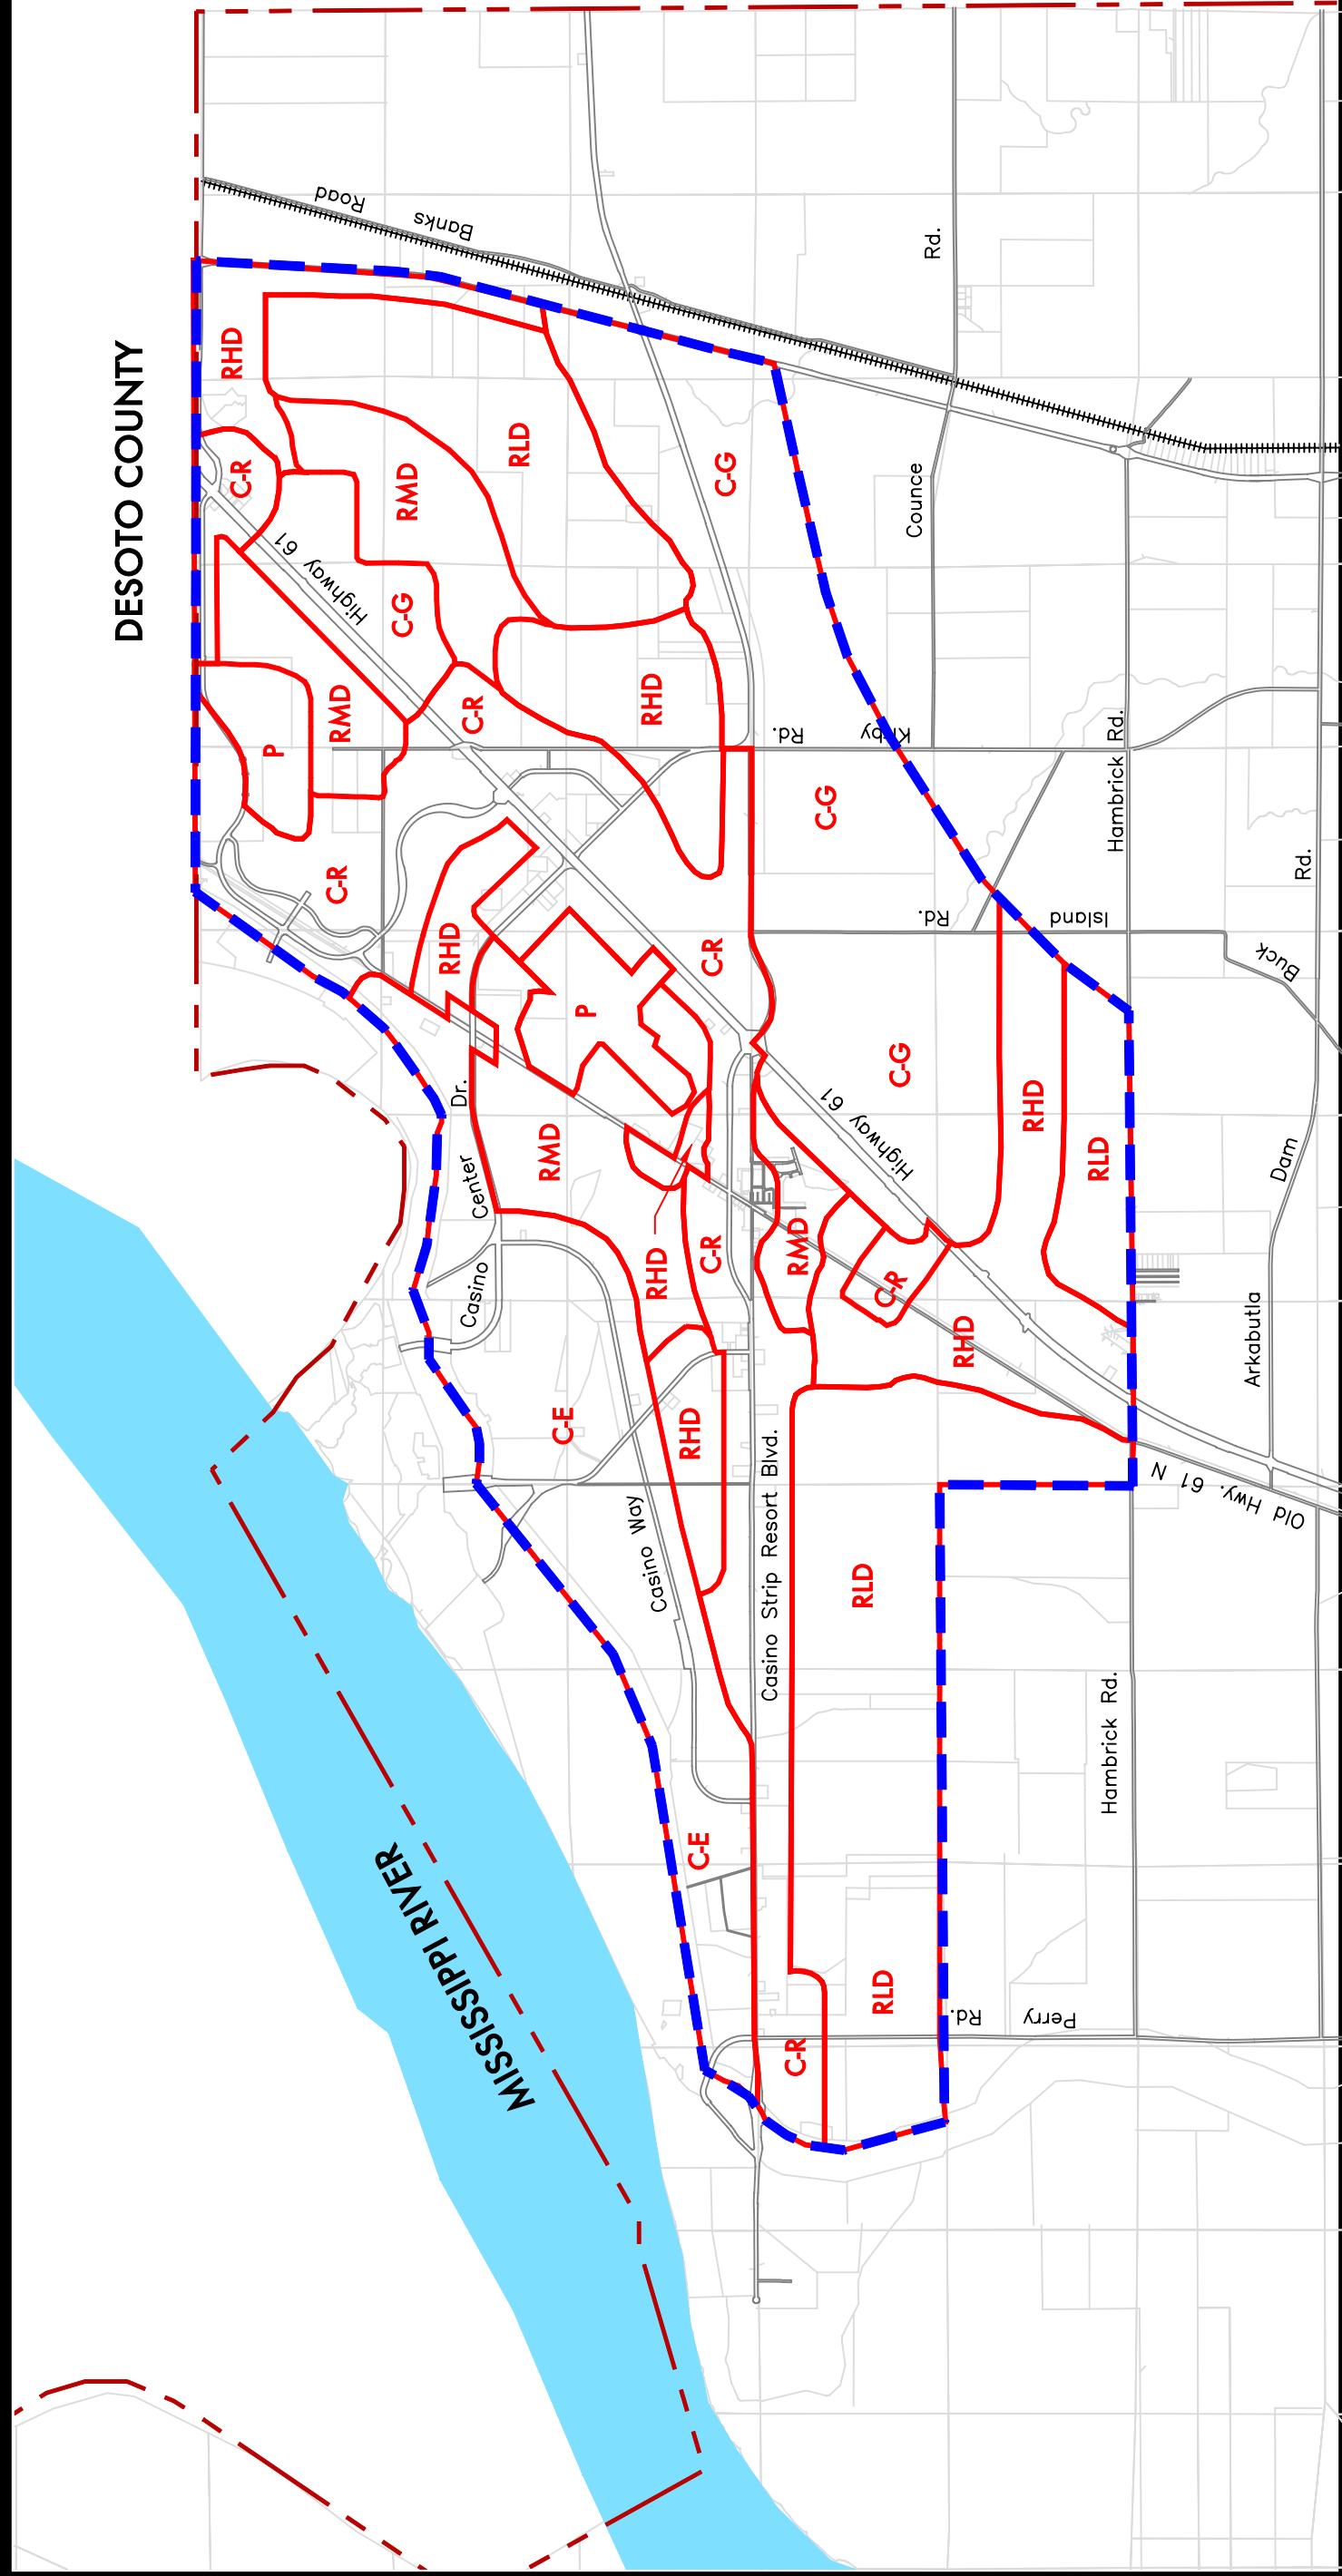 DESOTO COUNTY
Banks Road
RHD
C-R
Highway 61
RMD
RLD
C-G
C-G
Rd.
Counce
RMD
P
C-R
RHD
Kirby Rd.
C-G
Hambrick Rd.
Rd.
C-R
RHD
P
C-R
Island Rd.
Buck
C-G
RHD
RLD
Highway 61
Dam
Arkabutla
Casino Center Dr.
RMD
RHD
C-R
RMD
C-R
RHD
C-E
RHD
Casino Way
Casino Strip Resort Blvd.
Old Hwy. 61 N
RLD
Hambrick Rd.
C-E
MISSISSIPPI RIVER
RLD
C-R
Perry Rd.